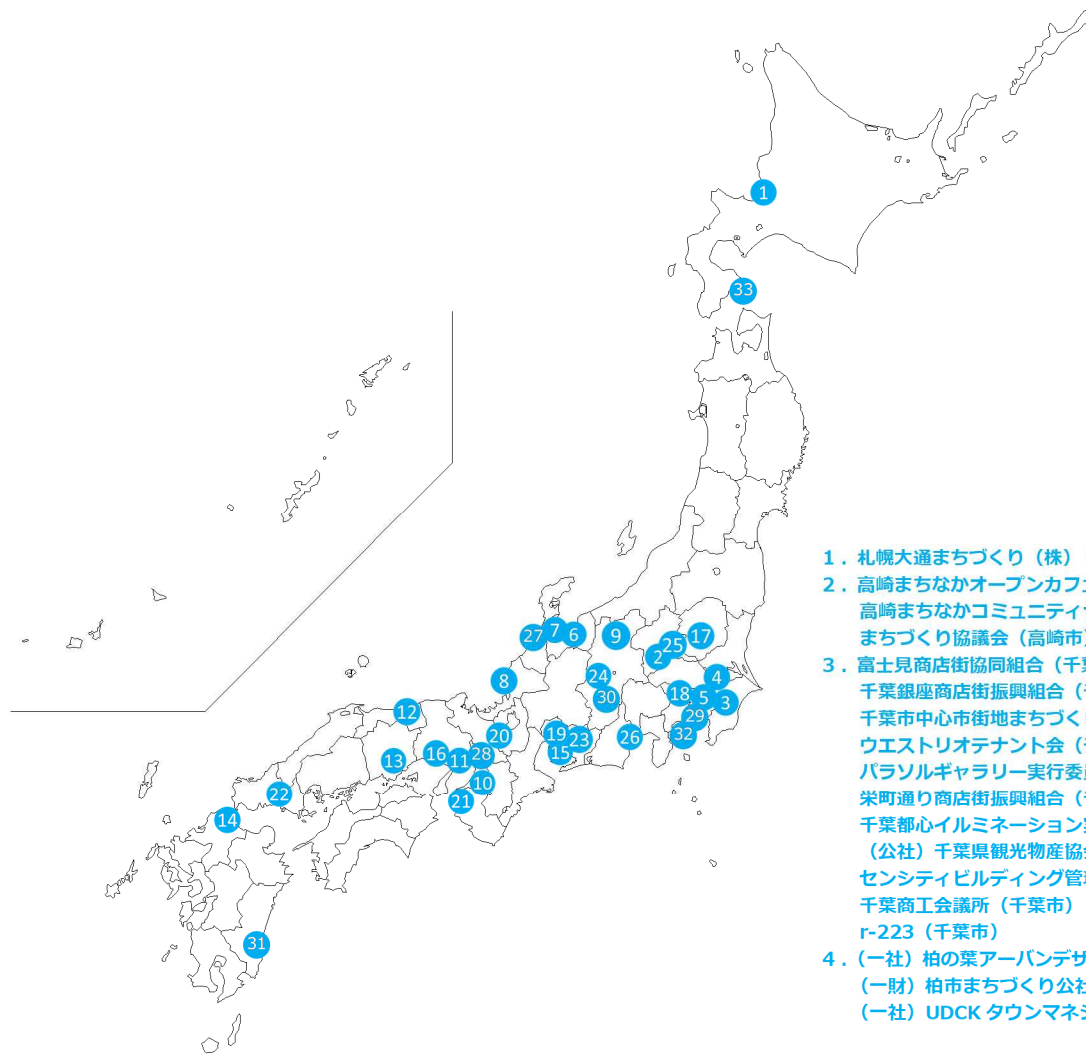 1
33
27
7
6
9
25
17
2
8
24
30
4
18
5
3
29
32
12
20
19
23
15
26
13
16
11
28
10
21
22
14
31
1．札幌大通まちづくり（株）
2．高崎まちなかオープンカフェ
高崎まちなかコミュニティ
まちづくり協議会（高崎市）
3．富士見商店街協同組合（千葉
千葉銀座商店街振興組合（
千葉市中心市街地まちづく
ウエストリオテナント会（
パラソルギャラリー実行委員
栄町通り商店街振興組合（
千葉都心イルミネーション
（公社）千葉県観光物産協会
センシティビルディング管理
千葉商工会議所（千葉市）
r-223（千葉市）
4．（一社）柏の葉アーバンデザ
（一財）柏市まちづくり公社
（一社）UDCK タウンマネジ